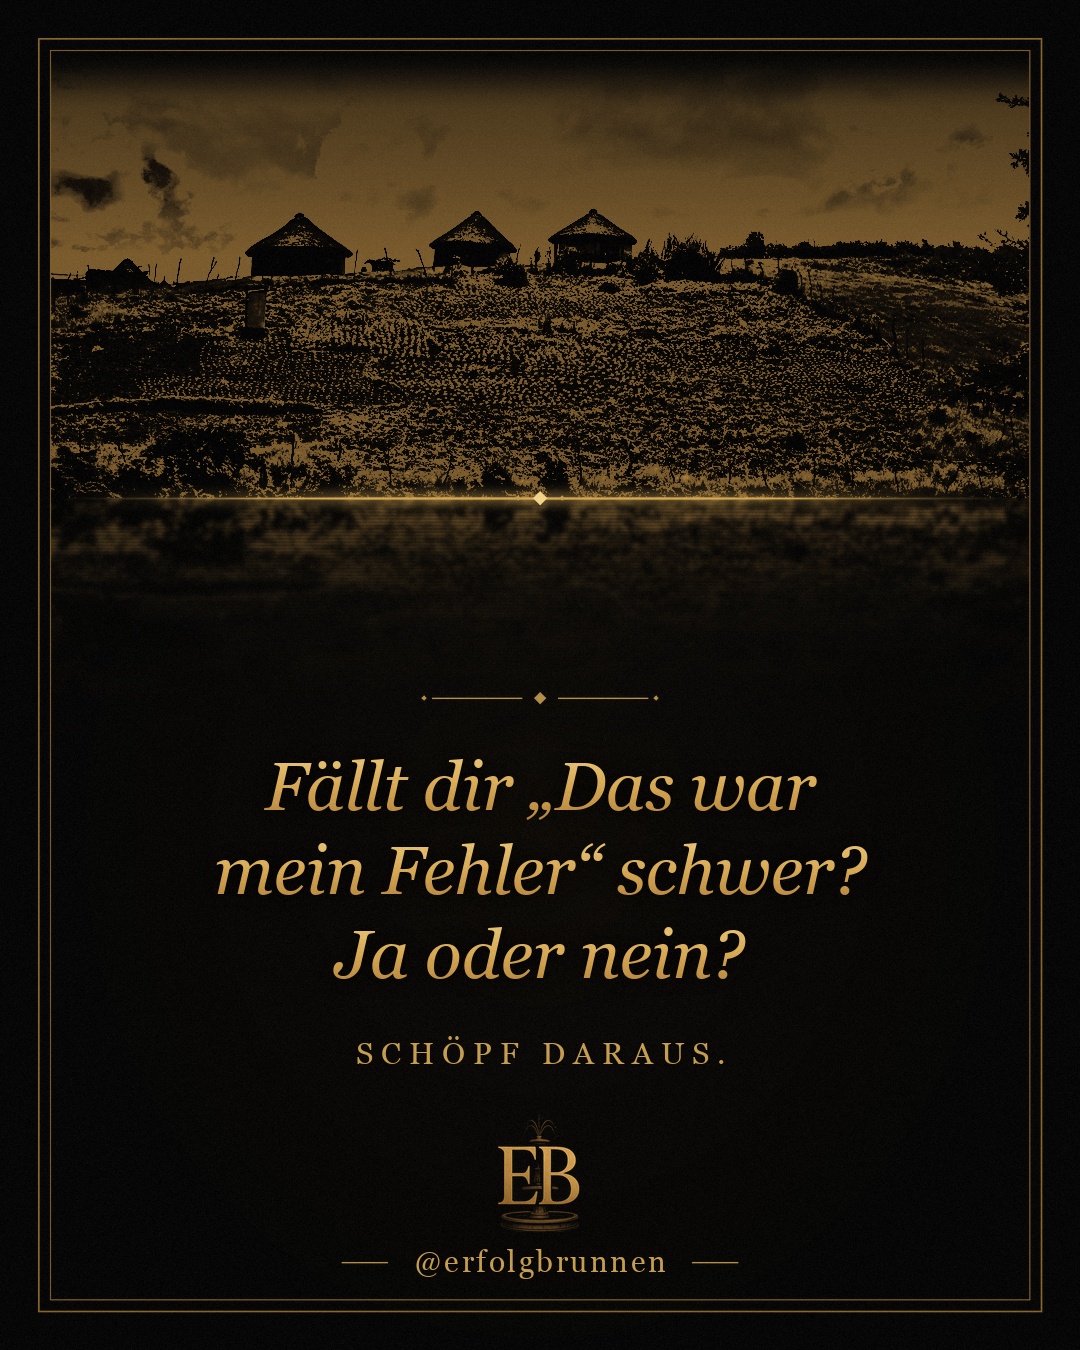 Fällt dir „Das war
mein Fehler“ schwer?
Ja oder nein?
SCHÖPF DARAUS.
EB
@erfolgbrunnen